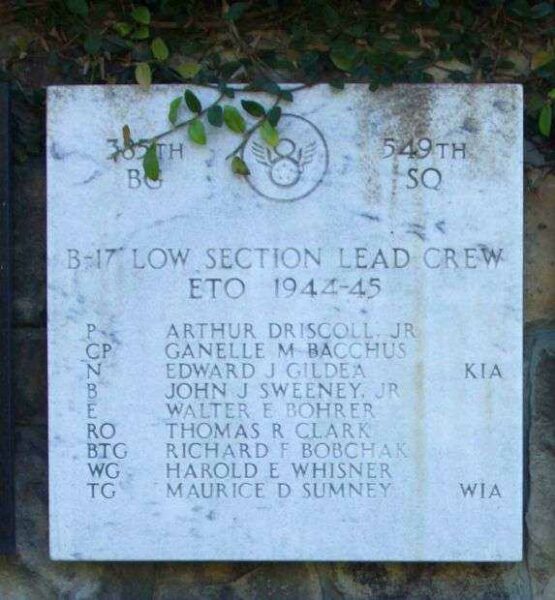 385TH 8 549TH
BG SQ
B-17 LOW SECTION LEAD CREW
ETO 1944-45
P ARTHUR DRISCOLL, JR
CP GANELLE M BACCHUS
N EDWARD J GILDEA KIA
B JOHN J SWEENEY, JR
E WALTER E BOHRER
RO THOMAS R CLARK
BTG RICHARD F BOBCHAK
WG HAROLD E WHISNER
TG MAURICE D SUMNEY WIA